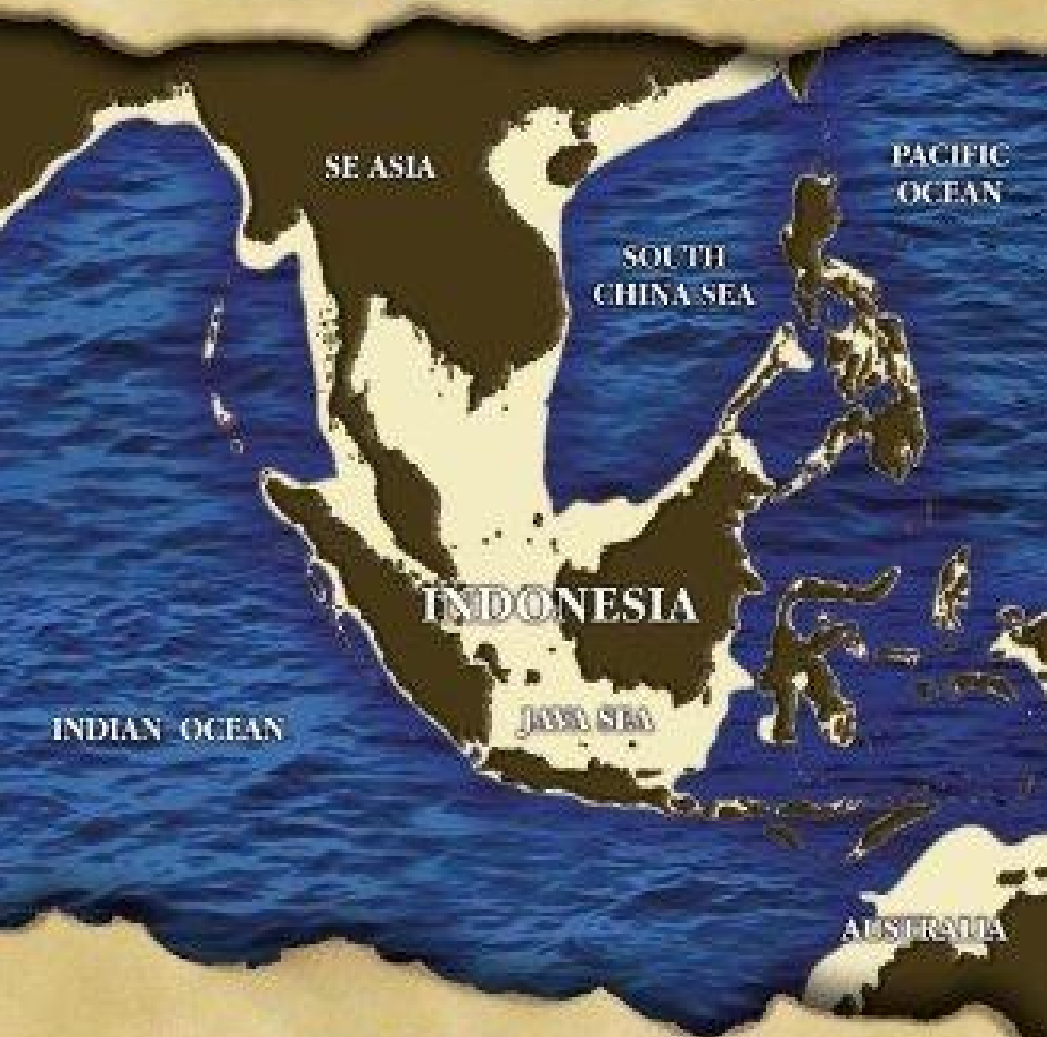 SE ASIA
PACIFIC
OCEAN
SOUTH
CHINA SEA
INDONESIA
JAVA SEA
INDIAN OCEAN
AUSTRALIA